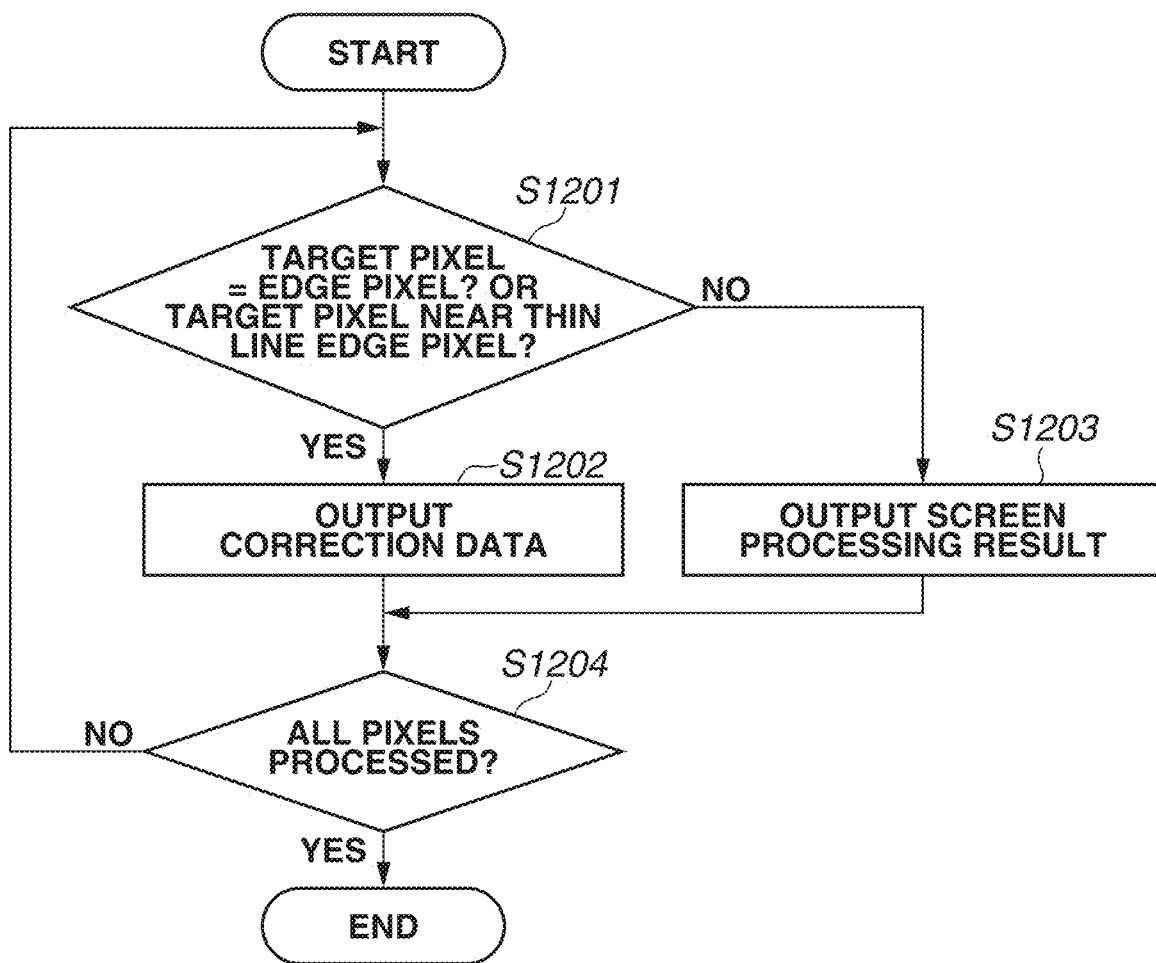 START
S1201
TARGET PIXEL
= EDGE PIXEL? OR
TARGET PIXEL NEAR THIN
LINE EDGE PIXEL?
NO
YES
S1202
S1203
OUTPUT
CORRECTION DATA
OUTPUT SCREEN
PROCESSING RESULT
S1204
NO
ALL PIXELS
PROCESSED?
YES
END